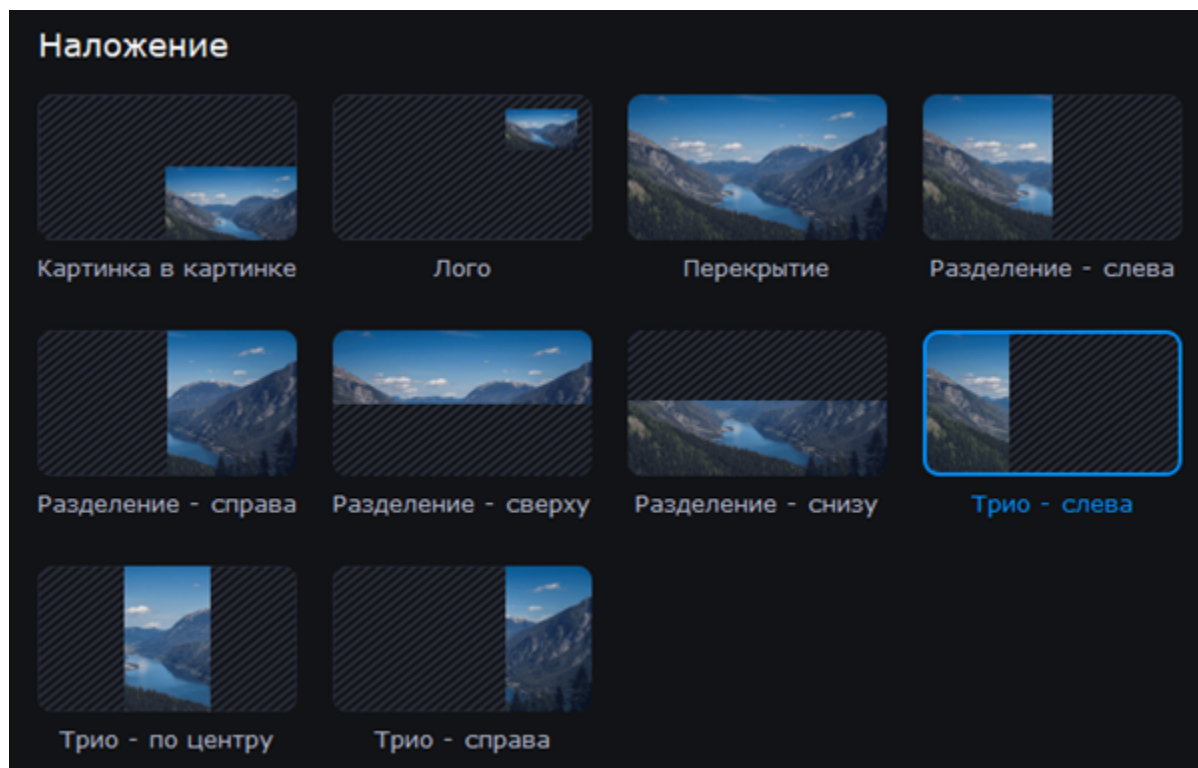 Наложение
Картинка в картинке
Лого
Перекрытие
Разделение - слева
Разделение - справа
Разделение - сверху
Разделение - снизу
Трио - слева
Трио - по центру
Трио - справа